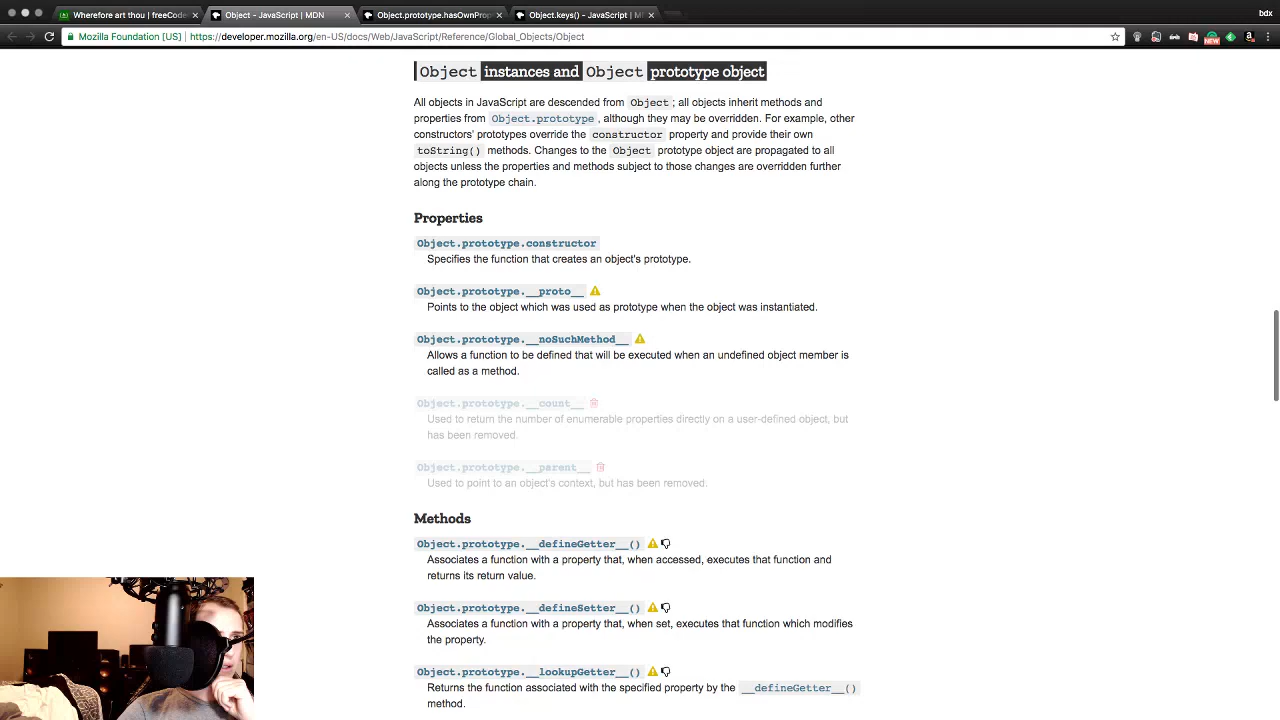 Wherefore art thou | freeCode
Object - JavaScript | MDN
Object.prototype.hasOwnProp
Object.keys() - JavaScript | M
bdx
Mozilla Foundation [US]
https://developer.mozilla.org/en-US/docs/Web/JavaScript/Reference/Global_Objects/Object
NEW
Object instances and Object prototype object
All objects in JavaScript are descended from Object; all objects inherit methods and
properties from Object.prototype, although they may be overridden. For example, other
constructors' prototypes override the constructor property and provide their own
toString() methods. Changes to the Object prototype object are propagated to all
objects unless the properties and methods subject to those changes are overridden further
along the prototype chain.
Properties
Object.prototype.constructor
Specifies the function that creates an object's prototype.
Object.prototype.__proto__
Points to the object which was used as prototype when the object was instantiated.
Object.prototype.__noSuchMethod__
Allows a function to be defined that will be executed when an undefined object member is
called as a method.
Object.prototype.__count__
Used to return the number of enumerable properties directly on a user-defined object, but
has been removed.
Object.prototype.__parent__
Used to point to an object's context, but has been removed.
Methods
Object.prototype.__defineGetter__()
Associates a function with a property that, when accessed, executes that function and
returns its return value.
Object.prototype.__defineSetter__()
Associates a function with a property that, when set, executes that function which modifies
the property.
Object.prototype.__lookupGetter__()
Returns the function associated with the specified property by the __defineGetter__()
method.